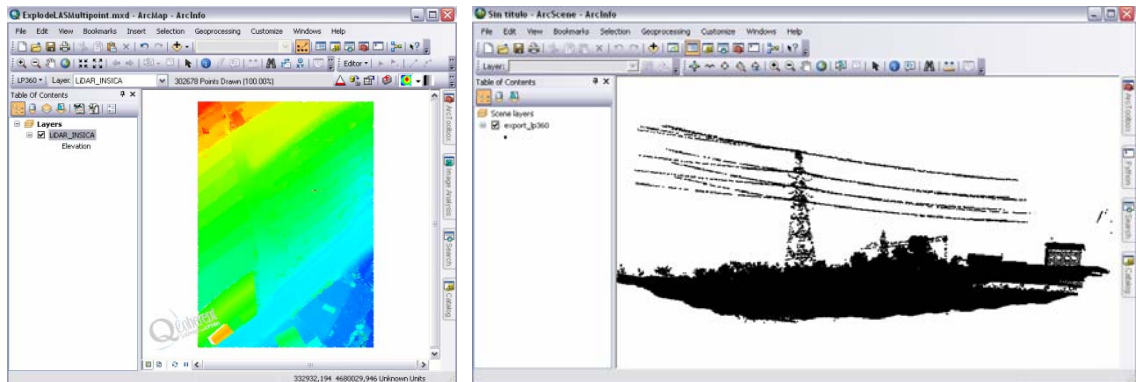 ExplodeLASMultipoint.mxd - ArcMap - ArcInfo
File Edit View Bookmarks Insert Selection Geoprocessing Customize Windows Help
Editor
LP360 Layer: LIDAR_INSICA 302678 Points Drawn (100.00%)
Table Of Contents
Layers
LIDAR_INSICA
Elevation
QCoherent
ArcToolbox
Image Analysis
Search
Catalog
332932,194 4680029,946 Unknown Units
Sin título - ArcScene - ArcInfo
File Edit View Bookmarks Selection Geoprocessing Customize Windows Help
Layer:
Table of Contents
Scene layers
export_lp360
ArcToolbox
Python
Search
Catalog